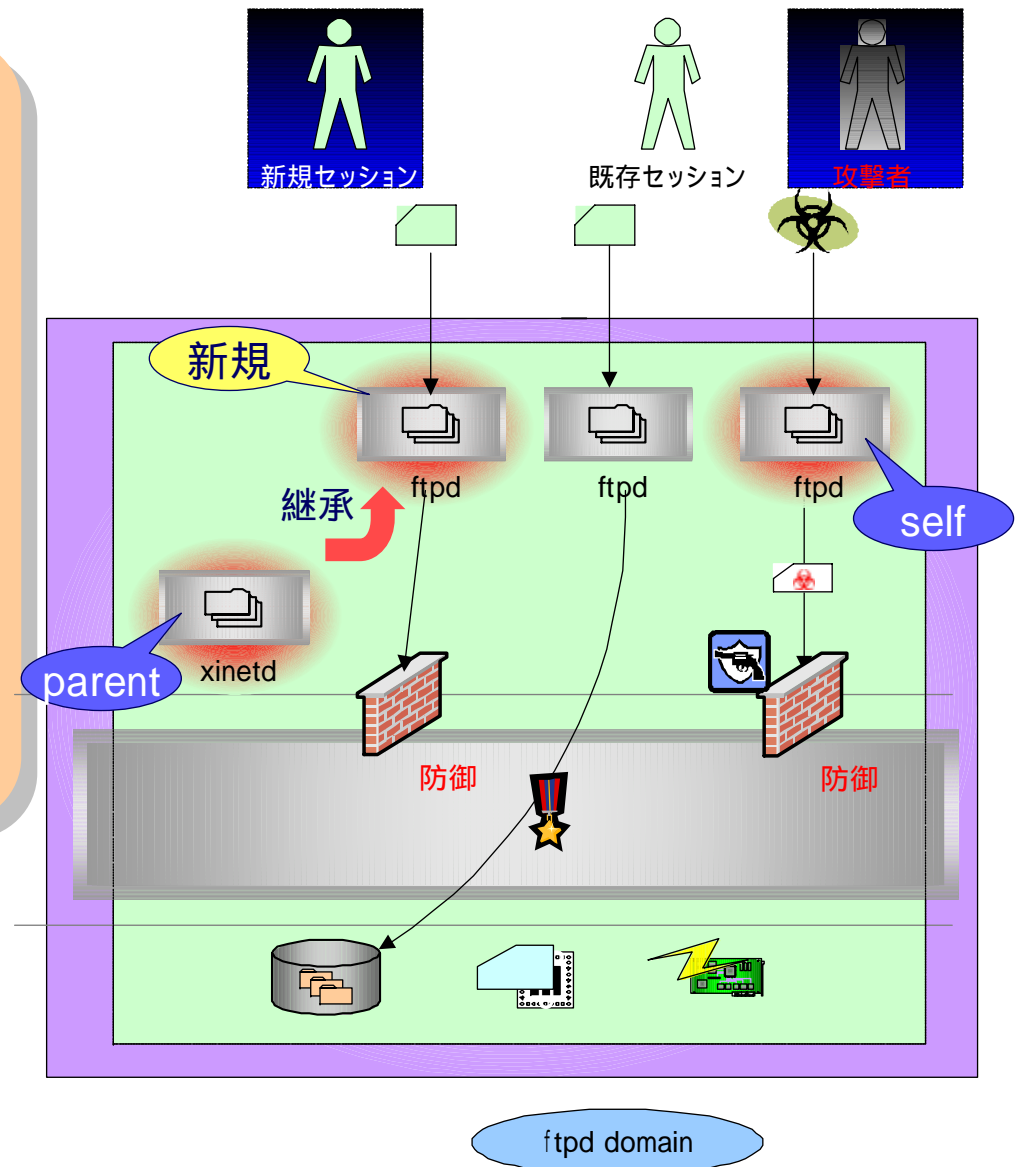 新規セッション
既存セッション
攻撃者
新規
ftpd
ftpd
ftpd
継承
self
parent
xinetd
防御
防御
ftpd domain